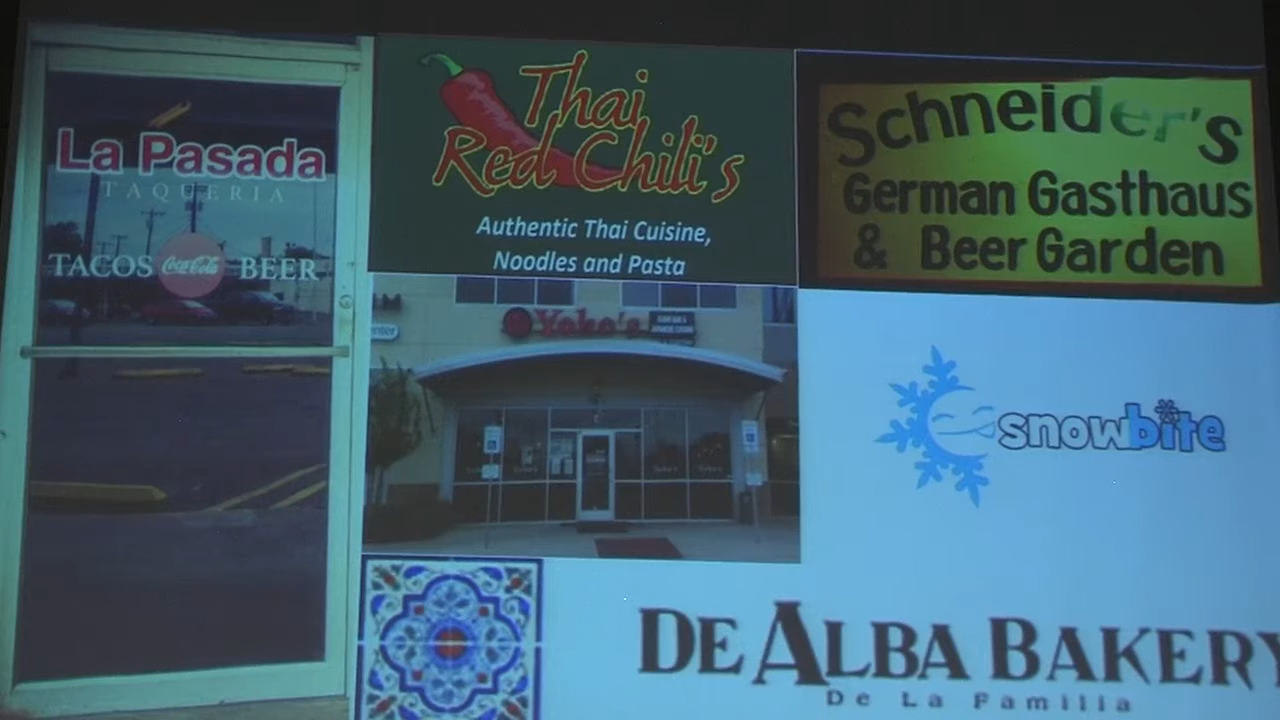 La Pasada
TAQUERIA
TACOS Coca-Cola BEER
Thai
Red Chili's
Authentic Thai Cuisine,
Noodles and Pasta
Schneider's
German Gasthaus
& Beer Garden
Yoko's
snowbite
DE ALBA BAKERY
De La Familia